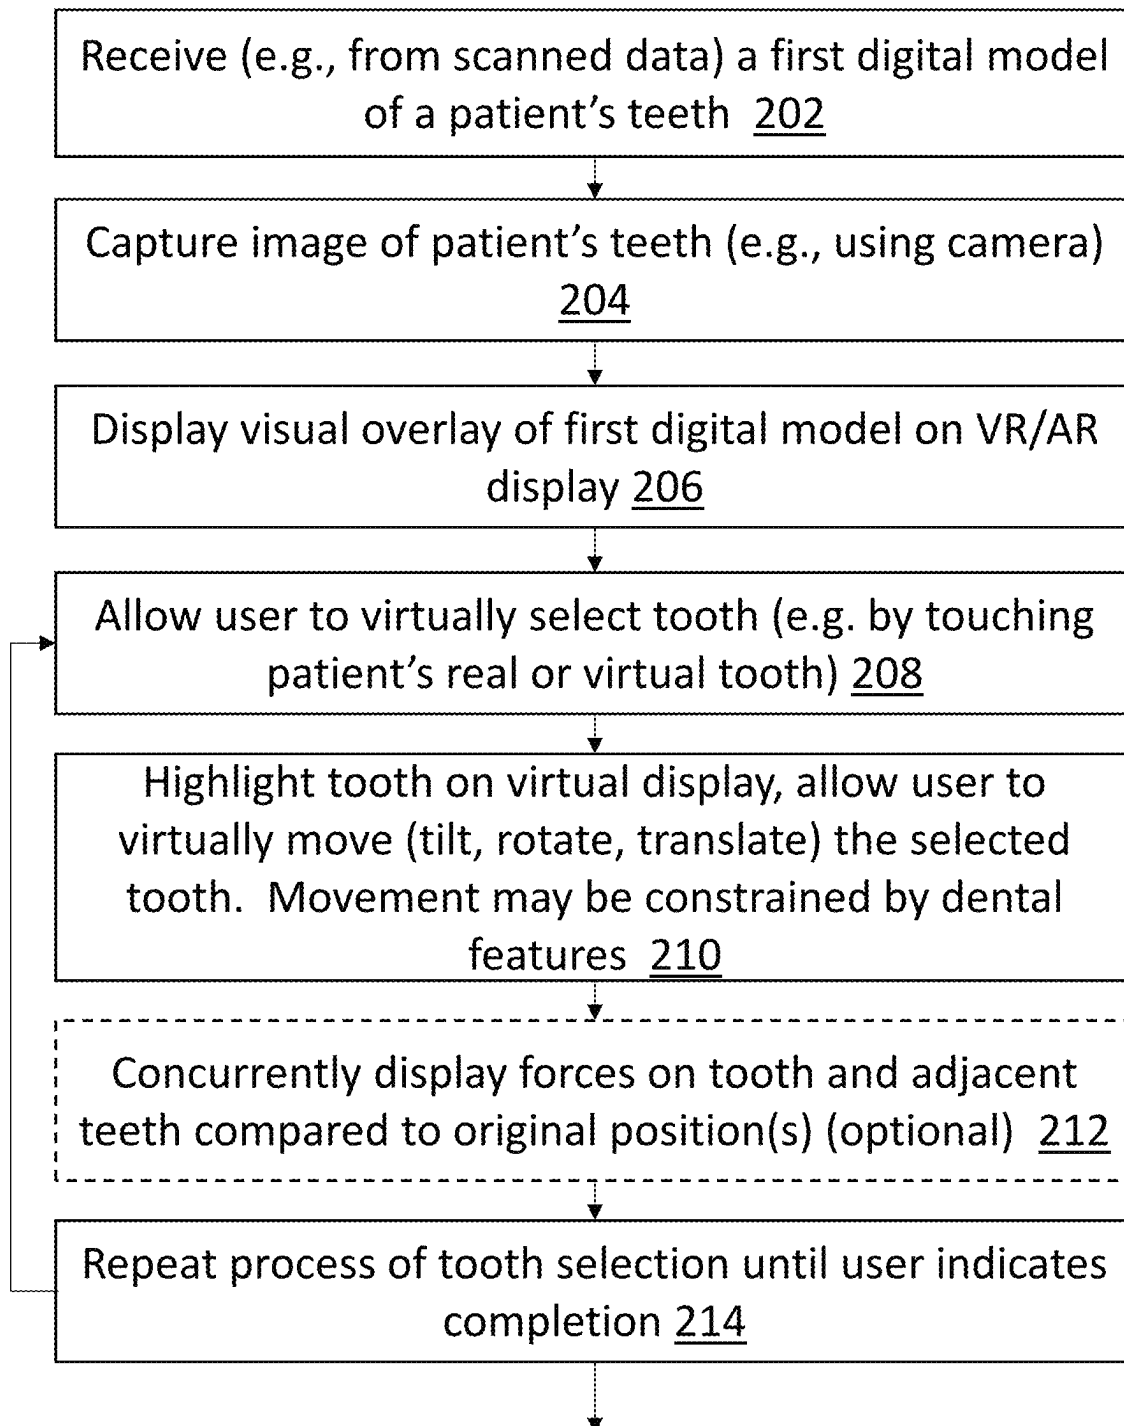 Receive (e.g., from scanned data) a first digital model
of a patient’s teeth 202
Capture image of patient’s teeth (e.g., using camera)
204
Display visual overlay of first digital model on VR/AR
display 206
Allow user to virtually select tooth (e.g. by touching
patient’s real or virtual tooth) 208
Highlight tooth on virtual display, allow user to
virtually move (tilt, rotate, translate) the selected
tooth. Movement may be constrained by dental
features 210
Concurrently display forces on tooth and adjacent
teeth compared to original position(s) (optional) 212
Repeat process of tooth selection until user indicates
completion 214